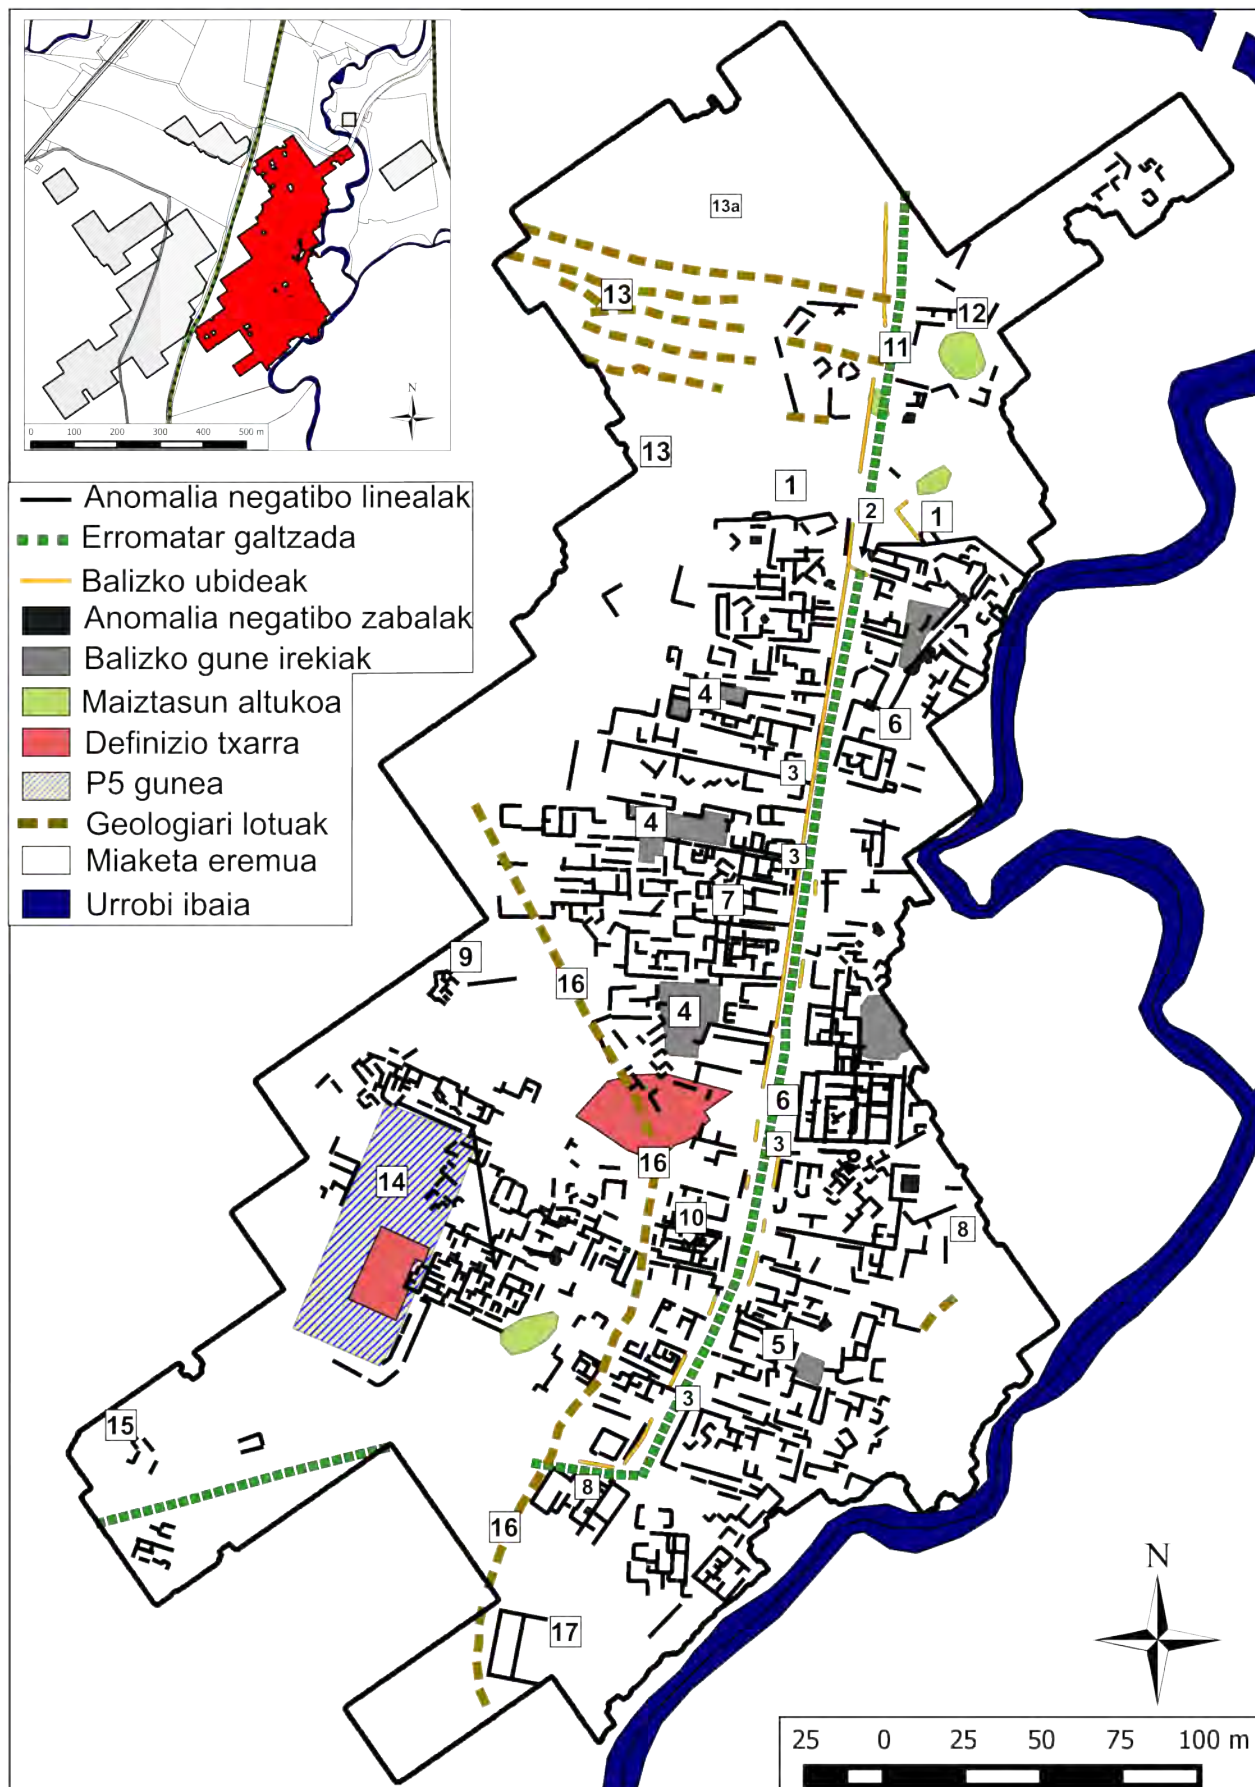 N
0 100 200 300 400 500 m
Anomalia negatibo linealak
Erromatar galtzada
Balizko ubideak
Anomalia negatibo zabalak
Balizko gune irekiak
Maiztasun altukoa
Definizio txarra
P5 gunea
Geologiari lotuak
Miaketa eremua
Urrobi ibaia
13a
13
12
11
13
1
2
1
4
6
3
4
3
7
9
16
4
6
3
16
14
10
8
5
3
15
8
16
17
N
25 0 25 50 75 100 m